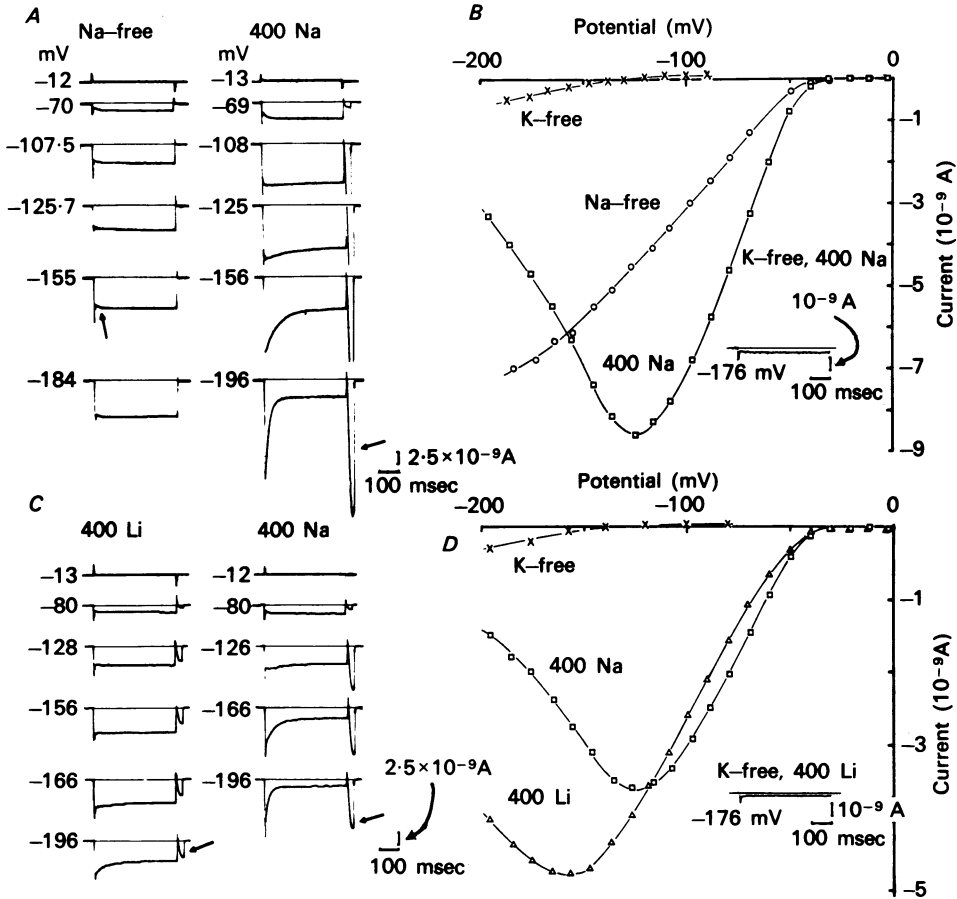 A
Na–free
400 Na
mV
mV
–12
–13
–70
–69
–107·5
–108
–125·7
–125
–155
–156
–184
–196
2·5×10⁻⁹A
100 msec
B
Potential (mV)
–200
–100
0
K–free
Na–free
400 Na
K–free, 400 Na
10⁻⁹ A
–176 mV
100 msec
–1
–3
–5
–7
–9
Current (10⁻⁹ A)
C
400 Li
400 Na
–13
–12
–80
–80
–128
–126
–156
–166
–166
–196
–196
2·5×10⁻⁹A
100 msec
Potential (mV)
–200
–100
0
D
K–free
400 Na
400 Li
K–free, 400 Li
–176 mV
10⁻⁹ A
100 msec
–1
–3
–5
Current (10⁻⁹A)